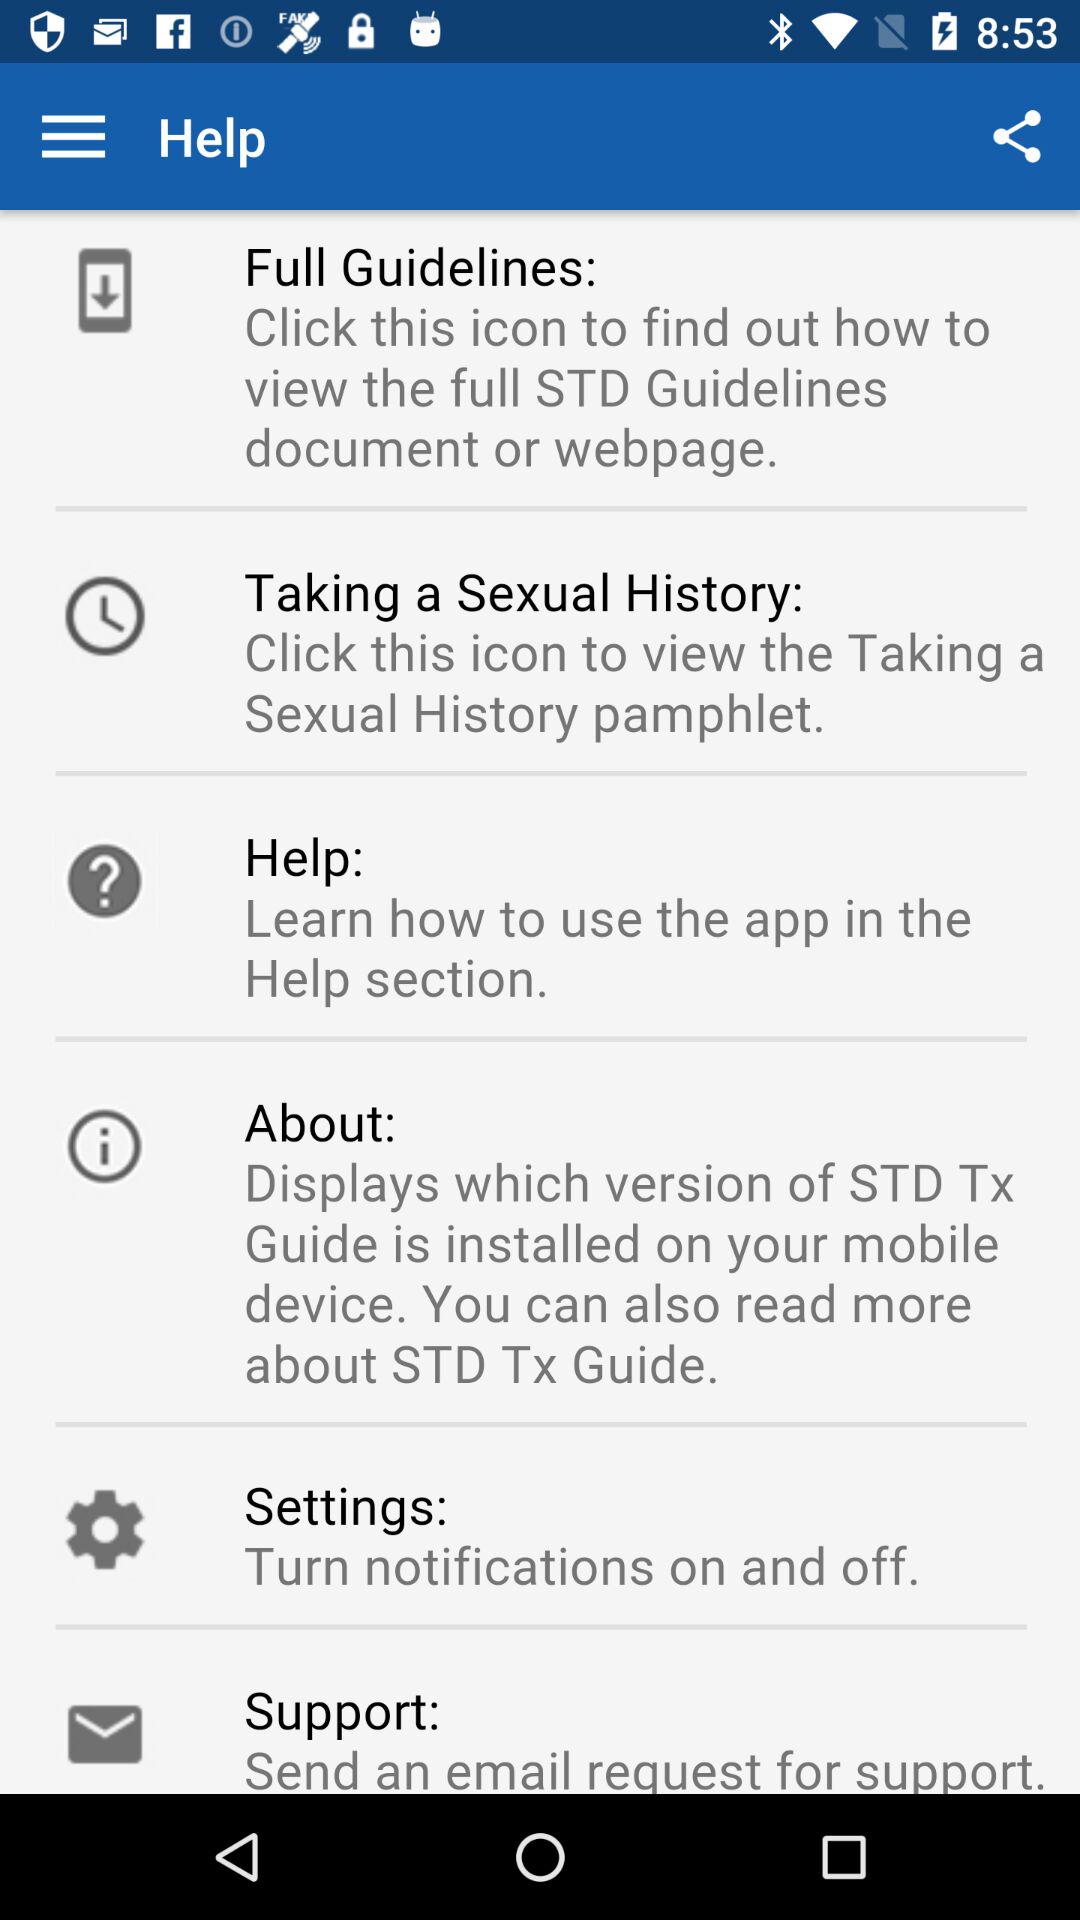 FAKE
8:53
Help
Full Guidelines:
Click this icon to find out how to
view the full STD Guidelines
document or webpage.
Taking a Sexual History:
Click this icon to view the Taking a
Sexual History pamphlet.
Help:
Learn how to use the app in the
Help section.
About:
Displays which version of STD Tx
Guide is installed on your mobile
device. You can also read more
about STD Tx Guide.
Settings:
Turn notifications on and off.
Support:
Send an email request for support.